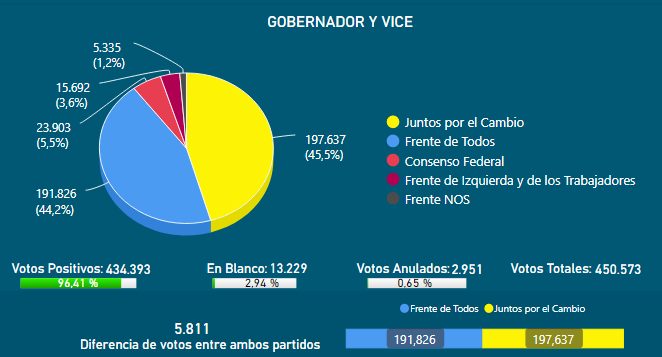 GOBERNADOR Y VICE
5.335
(1,2%)
15.692
(3,6%)
23.903
(5,5%)
191.826
(44,2%)
197.637
(45,5%)
Juntos por el Cambio
Frente de Todos
Consenso Federal
Frente de Izquierda y de los Trabajadores
Frente NOS
Votos Positivos: 434.393
96,41 %
En Blanco: 13.229
2,94 %
Votos Anulados: 2.951
0,65 %
Votos Totales: 450.573
5.811
Diferencia de votos entre ambos partidos
Frente de Todos Juntos por el Cambio
191,826 197,637